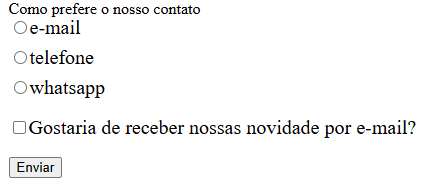 Como prefere o nosso contato
e-mail
telefone
whatsapp
Gostaria de receber nossas novidade por e-mail?
Enviar